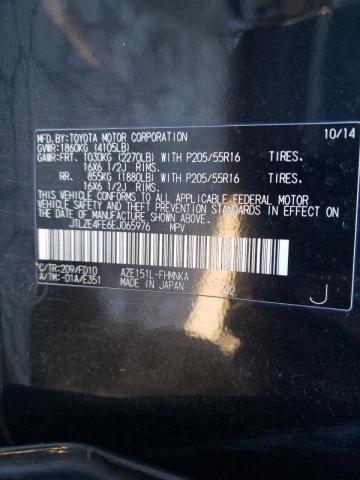 10/14
MFD.BY:TOYOTA MOTOR CORPORATION
GVWR:1860KG (4105LB)
GAWR:FRT. 1030KG (2270LB) WITH P205/55R16 TIRES.
16X6 1/2J RIMS.
RR. 855KG (1880LB) WITH P205/55R16 TIRES.
16X6 1/2J RIMS.
THIS VEHICLE CONFORMS TO ALL APPLICABLE FEDERAL MOTOR
VEHICLE SAFETY AND THEFT PREVENTION STANDARDS IN
EFFECT ON THE DATE OF MANUFACTURE SHOWN ABOVE.
JTLZE4FE6EJ065976 MPV
C/TR:209/FD10 AZE151L-FHMNKA
A/TM:-01A/E351 MADE IN JAPAN
J